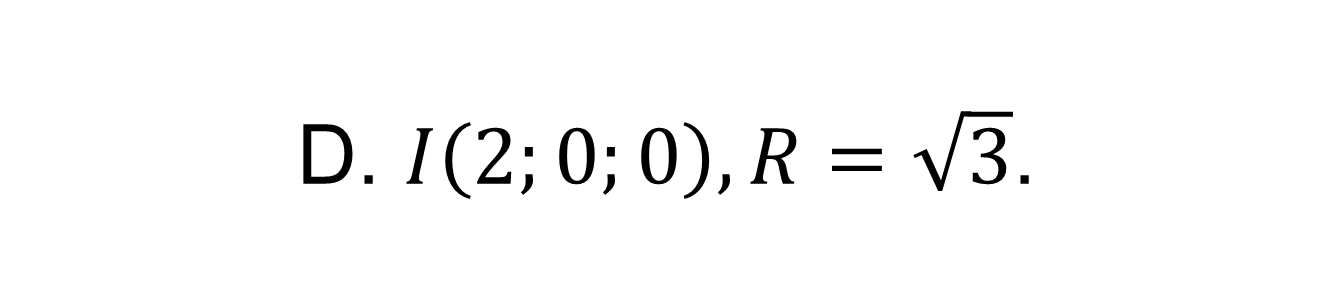 D. I(2; 0; 0), R = √3.